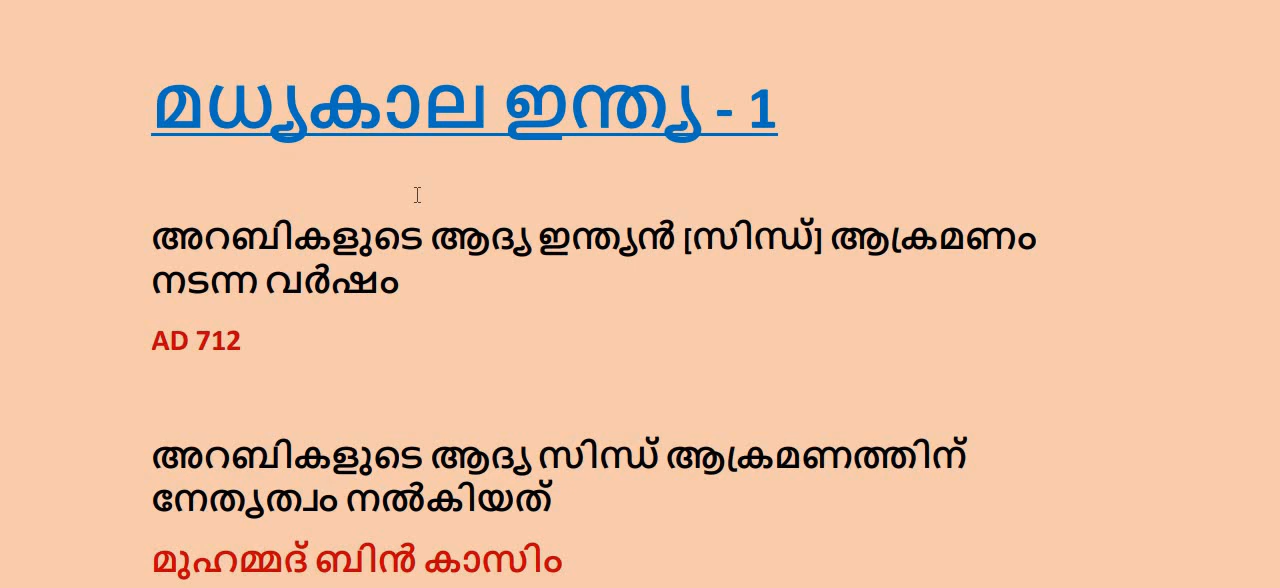 മധ്യകാല ഇന്ത്യ - 1
അറബികളുടെ ആദ്യ ഇന്ത്യൻ [സിന്ധ്] ആക്രമണം
നടന്ന വർഷം
AD 712
അറബികളുടെ ആദ്യ സിന്ധ് ആക്രമണത്തിന്
നേതൃത്വം നൽകിയത്
മുഹമ്മദ് ബിൻ കാസിം